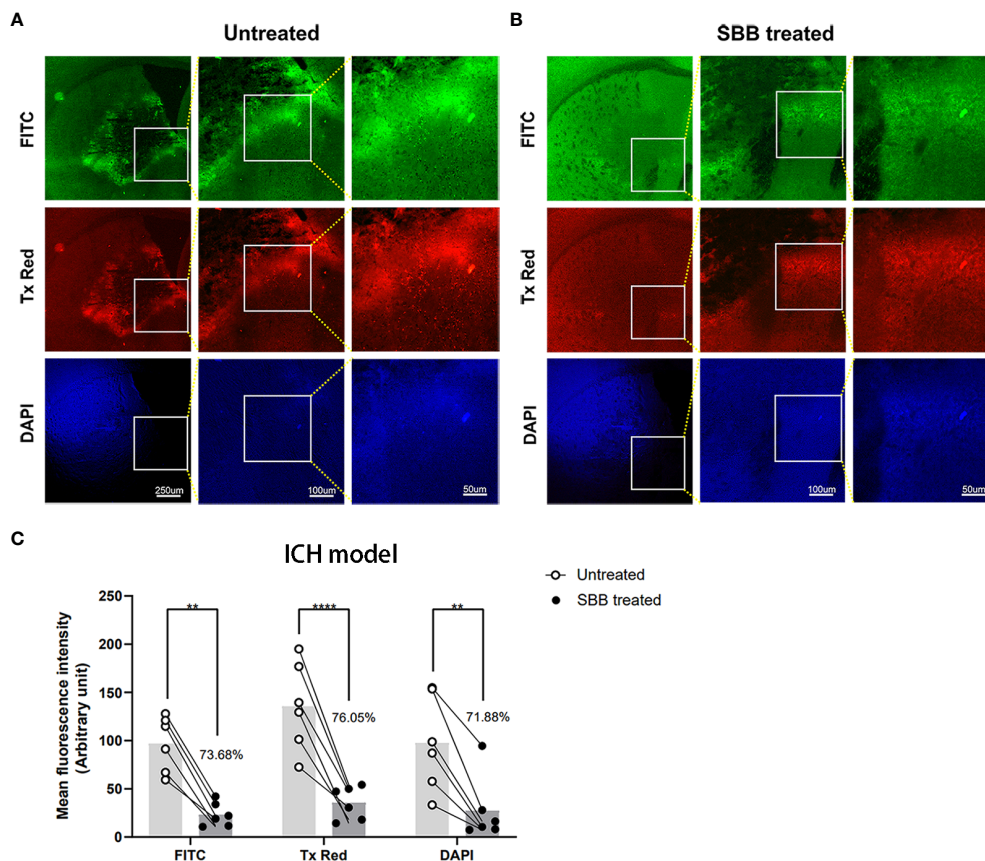 A
Untreated
B
SBB treated
FITC
Tx Red
DAPI
250um
100um
50um
FITC
Tx Red
DAPI
250um
100um
50um
C
ICH model
Untreated
SBB treated
Mean fluorescence intensity
(Arbitrary unit)
250
200
150
100
50
0
**
****
**
73.68%
76.05%
71.88%
FITC
Tx Red
DAPI